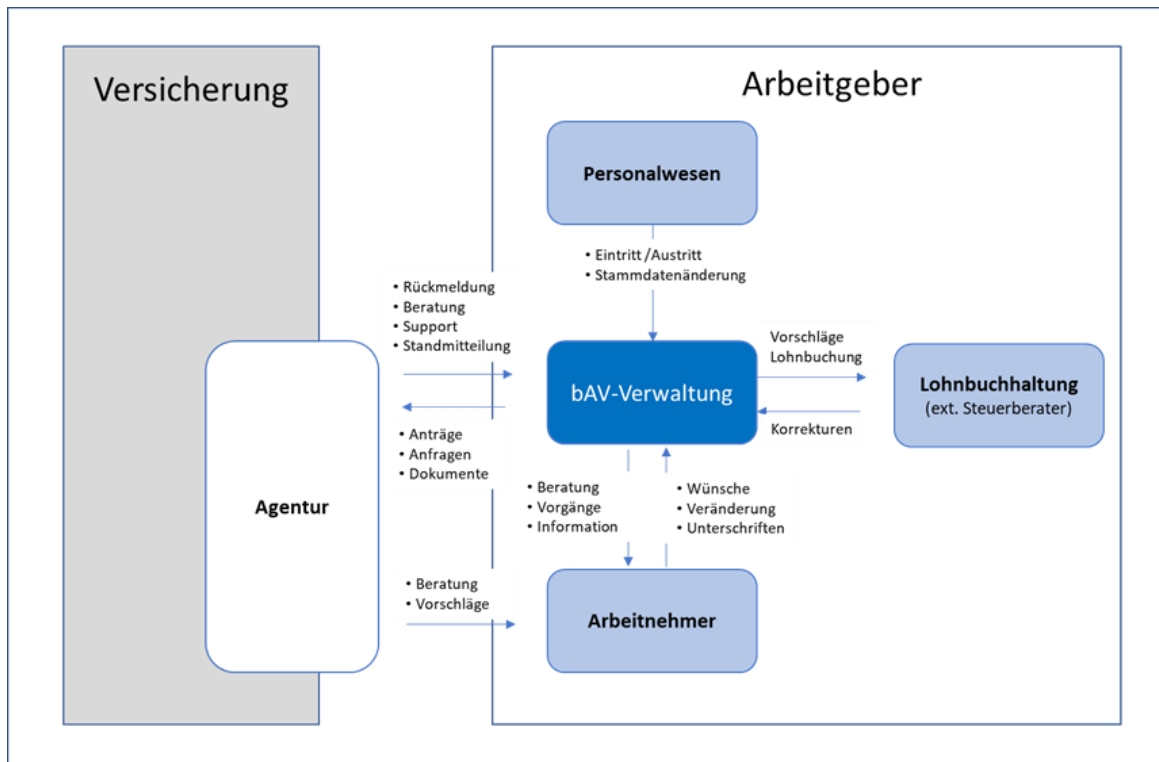 Versicherung
Arbeitgeber
Personalwesen
• Eintritt /Austritt
• Stammdatenänderung
• Rückmeldung
• Beratung
• Support
• Standmitteilung
bAV-Verwaltung
Vorschläge
Lohnbuchung
Lohnbuchhaltung
(ext. Steuerberater)
Korrekturen
• Anträge
• Anfragen
• Dokumente
Agentur
• Beratung
• Vorgänge
• Information
• Wünsche
• Veränderung
• Unterschriften
• Beratung
• Vorschläge
Arbeitnehmer